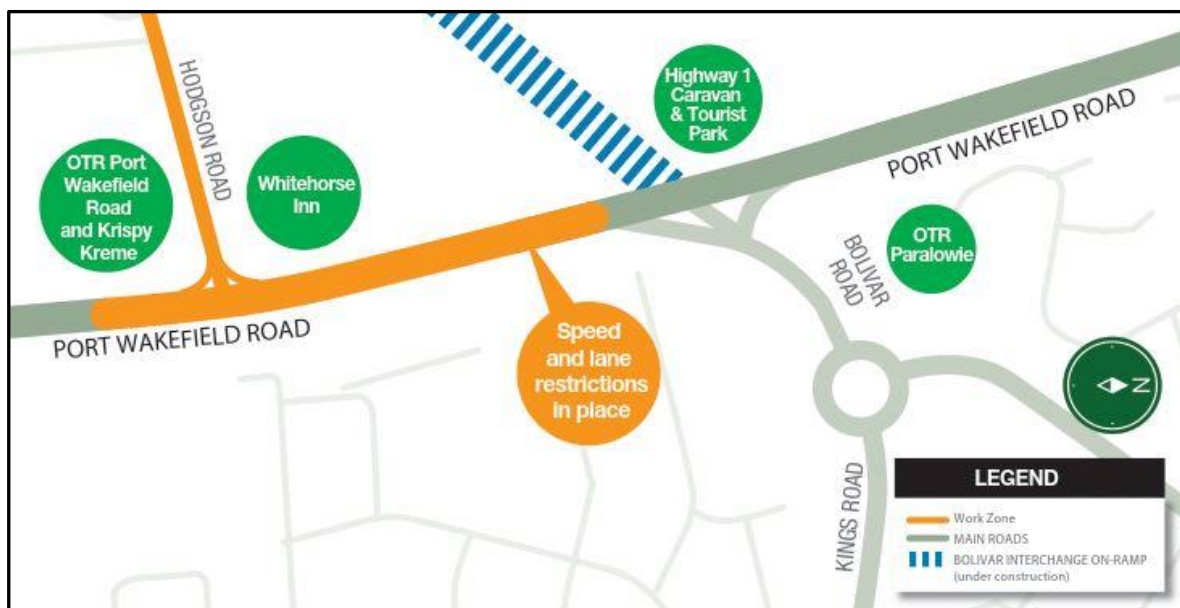 HODGSON ROAD
Highway 1
Caravan
& Tourist
Park
PORT WAKEFIELD ROAD
OTR Port
Wakefield
Road
and Krispy
Kreme
Whitehorse
Inn
BOLIVAR
ROAD
OTR
Paralowie
PORT WAKEFIELD ROAD
Speed
and lane
restrictions
in place
N
KINGS ROAD
LEGEND
Work Zone
MAIN ROADS
BOLIVAR INTERCHANGE ON-RAMP
(under construction)